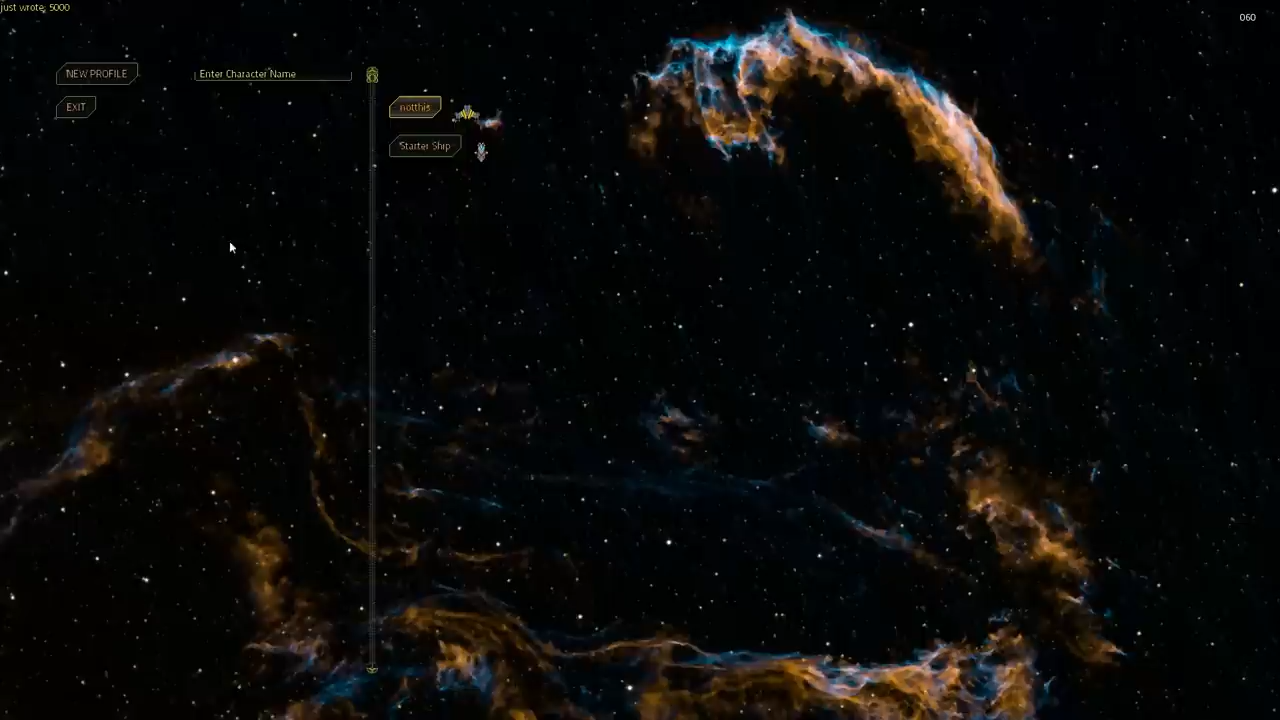 just wrote: 5000
060
NEW PROFILE
Enter Character Name
EXIT
notthis
Starter Ship